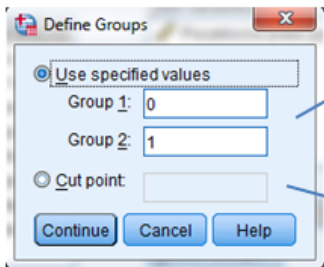 Define Groups
Use specified values
Group 1: 0
Group 2: 1
Cut point:
Continue Cancel Help